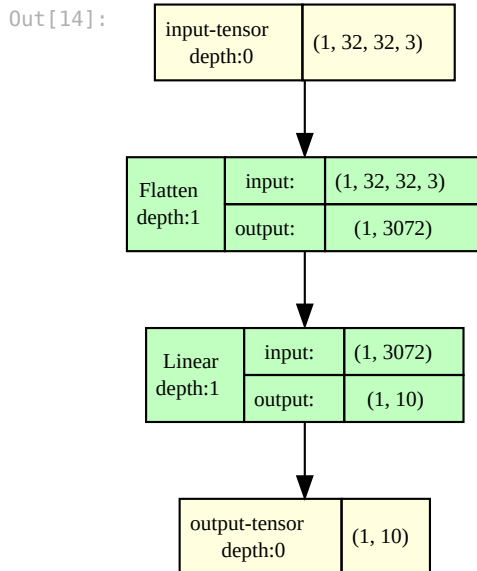 Out[14]:
input-tensor
depth:0
(1, 32, 32, 3)
Flatten
depth:1
input:
(1, 32, 32, 3)
output:
(1, 3072)
Linear
depth:1
input:
(1, 3072)
output:
(1, 10)
output-tensor
depth:0
(1, 10)